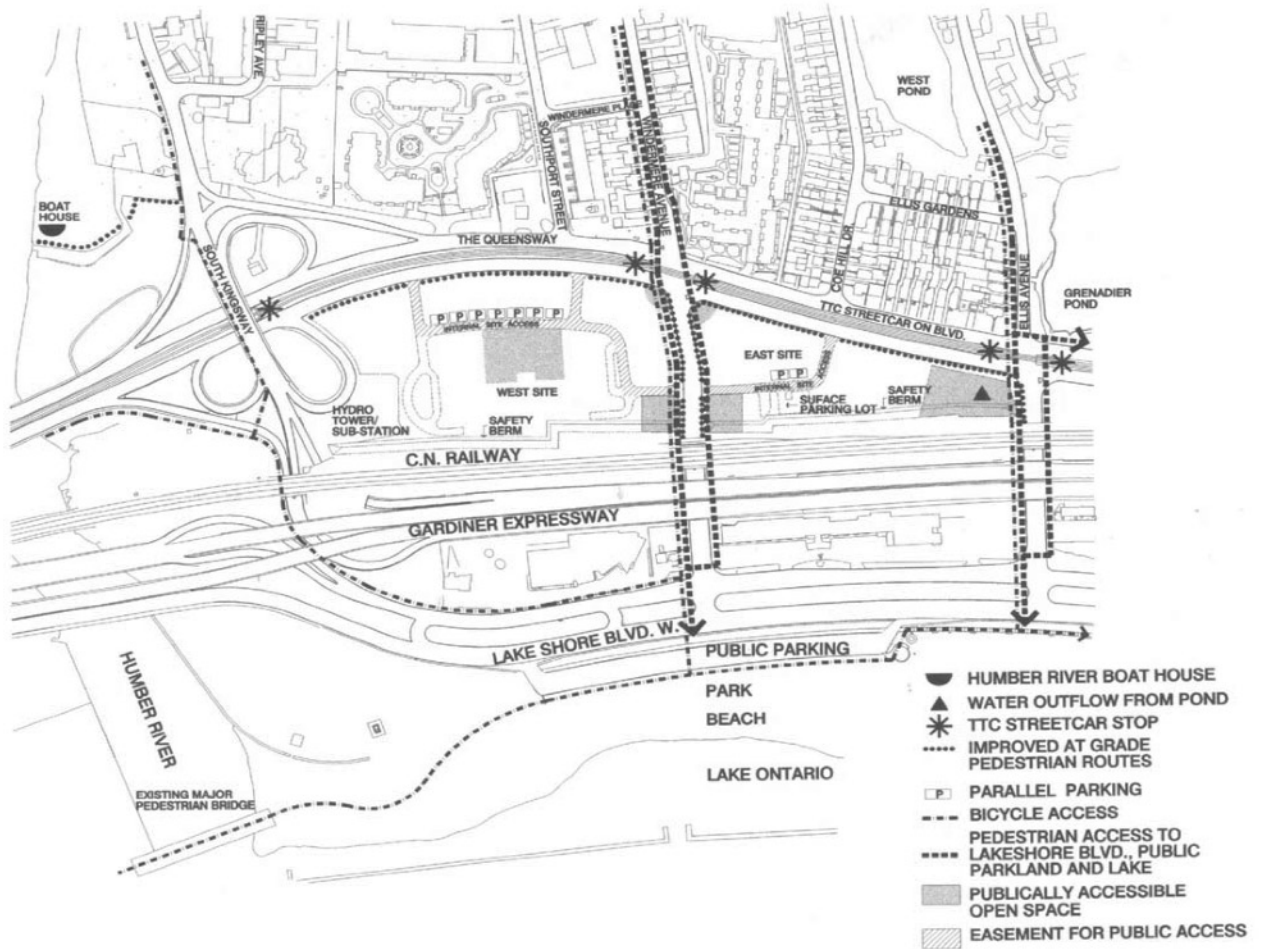 RIPLEY AVE.
WEST
POND
WINDERMERE PLACE
SOUTHPORT STREET
WINDERMERE AVENUE
BOAT
HOUSE
ELLIS GARDENS
THE QUEENSWAY
COE HILL DR.
ELLIS AVENUE
SOUTH KINGSWAY
GRENADIER
POND
TTC STREETCAR ON BLVD.
P P P P P P P
INTERNAL SITE ACCESS
EAST SITE
P P
INTERNAL SITE ACCESS
WEST SITE
SUFACE
PARKING LOT
SAFETY
BERM
HYDRO
TOWER/
SUB-STATION
SAFETY
BERM
C.N. RAILWAY
GARDINER EXPRESSWAY
LAKE SHORE BLVD. W.
PUBLIC PARKING
HUMBER RIVER
PARK
BEACH
LAKE ONTARIO
EXISTING MAJOR
PEDESTRIAN BRIDGE
HUMBER RIVER BOAT HOUSE
WATER OUTFLOW FROM POND
TTC STREETCAR STOP
IMPROVED AT GRADE
PEDESTRIAN ROUTES
P PARALLEL PARKING
BICYCLE ACCESS
PEDESTRIAN ACCESS TO
LAKESHORE BLVD., PUBLIC
PARKLAND AND LAKE
PUBLICALLY ACCESSIBLE
OPEN SPACE
EASEMENT FOR PUBLIC ACCESS